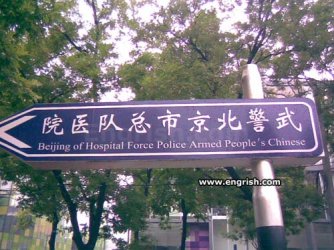 院医队总市京北警武
Beijing of Hospital Force Police Armed People's Chinese
www.engrish.com